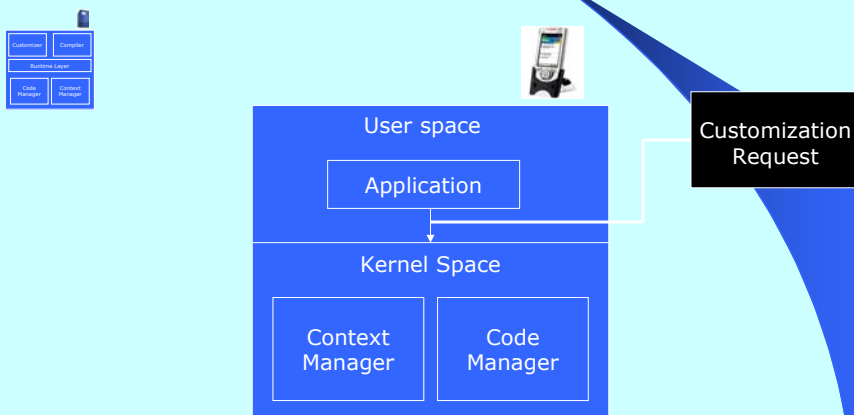 Customizer
Compiler
Runtime Layer
Code
Manager
Context
Manager
User space
Application
Customization
Request
Kernel Space
Context
Manager
Code
Manager